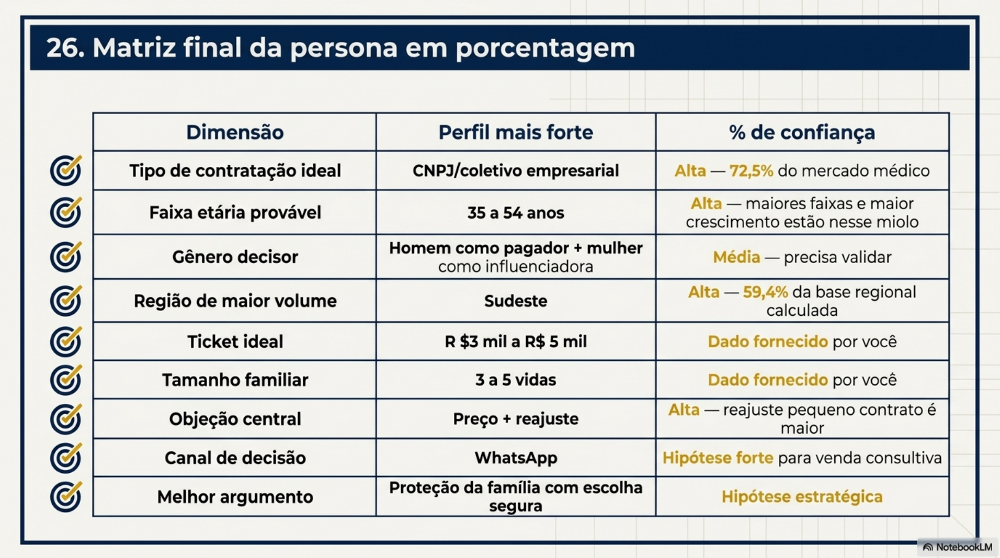 26. Matriz final da persona em porcentagem
Dimensão
Perfil mais forte
% de confiança
Tipo de contratação ideal
CNPJ/coletivo empresarial
Alta — 72,5% do mercado médico
Faixa etária provável
35 a 54 anos
Alta — maiores faixas e maior
crescimento estão nesse miolo
Gênero decisor
Homem como pagador + mulher
como influenciadora
Média — precisa validar
Região de maior volume
Sudeste
Alta — 59,4% da base regional
calculada
Ticket ideal
R $3 mil a R$ 5 mil
Dado fornecido por você
Tamanho familiar
3 a 5 vidas
Dado fornecido por você
Objeção central
Preço + reajuste
Alta — reajuste pequeno contrato é
maior
Canal de decisão
WhatsApp
Hipótese forte para venda consultiva
Melhor argumento
Proteção da família com escolha
segura
Hipótese estratégica
NotebookLM